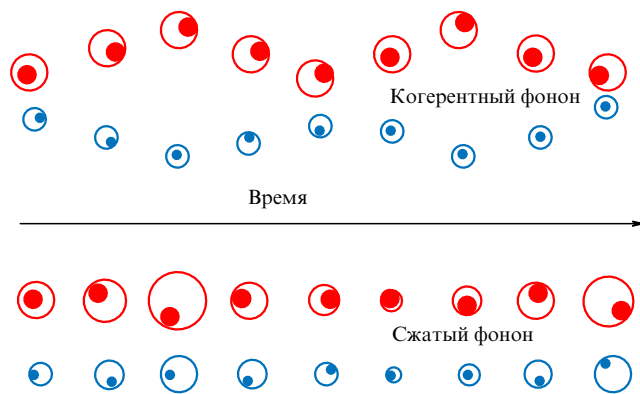 Когерентный фонон
Время
Сжатый фонон